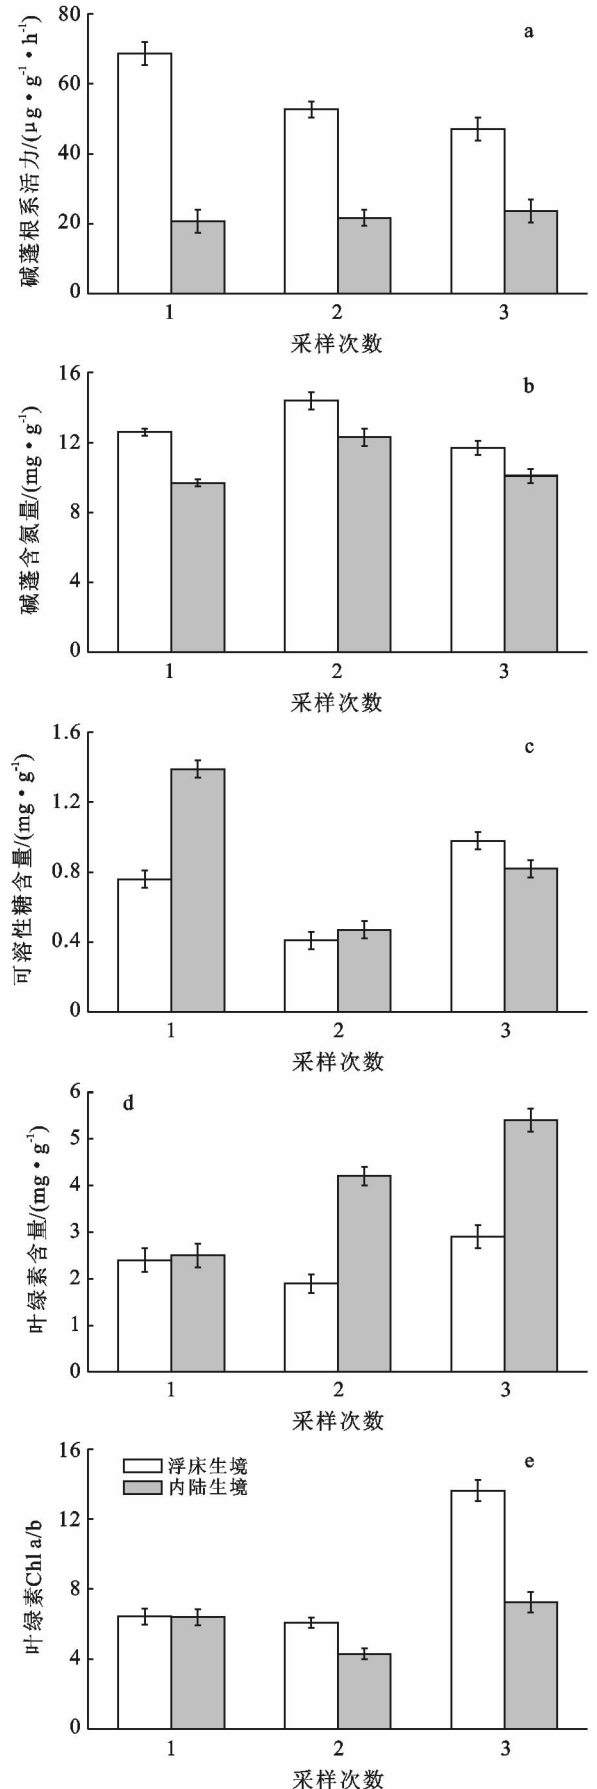 碱蓬根系活力/(μg•g⁻¹•h⁻¹)
80
a
60
40
20
0
1 2 3
采样次数
碱蓬含氮量/(mg•g⁻¹)
16
b
12
8
4
0
1 2 3
采样次数
可溶性糖含量/(mg•g⁻¹)
1.6
c
1.2
0.8
0.4
0
1 2 3
采样次数
叶绿素含量/(mg•g⁻¹)
6
d
5
4
3
2
1
0
1 2 3
采样次数
叶绿素Chl a/b
16
浮床生境
e
内陆生境
12
8
4
0
1 2 3
采样次数